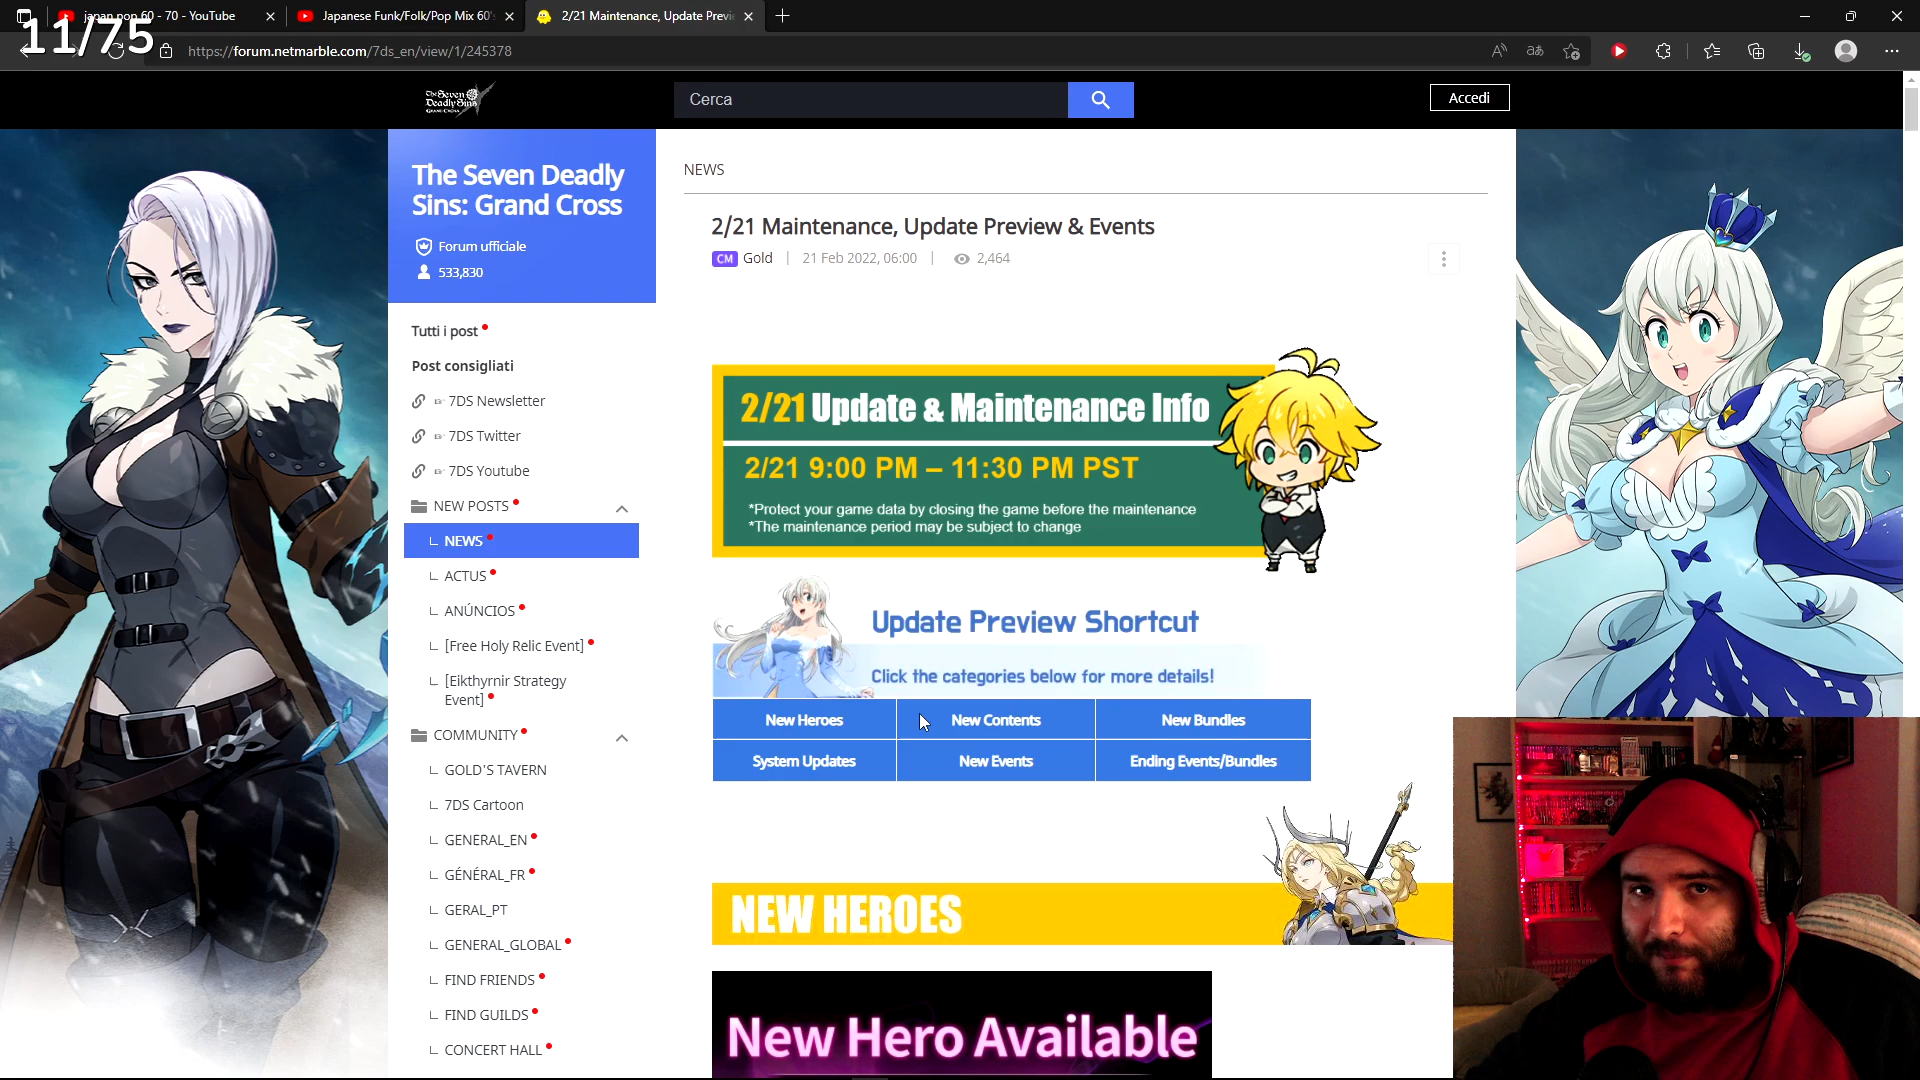 japan pop 60 - 70 - YouTube
Japanese Funk/Folk/Pop Mix 60's
2/21 Maintenance, Update Previe
11/75
https://forum.netmarble.com/7ds_en/view/1/245378
The Seven
Deadly Sins
GRAND CROSS
Cerca
Accedi
The Seven Deadly
Sins: Grand Cross
Forum ufficiale
533,830
Tutti i post
Post consigliati
☞ 7DS Newsletter
☞ 7DS Twitter
☞ 7DS Youtube
NEW POSTS
NEWS
ACTUS
ANÚNCIOS
[Free Holy Relic Event]
[Eikthyrnir Strategy
Event]
COMMUNITY
GOLD'S TAVERN
7DS Cartoon
GENERAL_EN
GÉNÉRAL_FR
GERAL_PT
GENERAL_GLOBAL
FIND FRIENDS
FIND GUILDS
CONCERT HALL
NEWS
2/21 Maintenance, Update Preview & Events
CM Gold | 21 Feb 2022, 06:00 | 2,464
2/21 Update & Maintenance Info
2/21 9:00 PM – 11:30 PM PST
*Protect your game data by closing the game before the maintenance
*The maintenance period may be subject to change
Update Preview Shortcut
Click the categories below for more details!
New Heroes New Contents New Bundles
System Updates New Events Ending Events/Bundles
NEW HEROES
New Hero Available